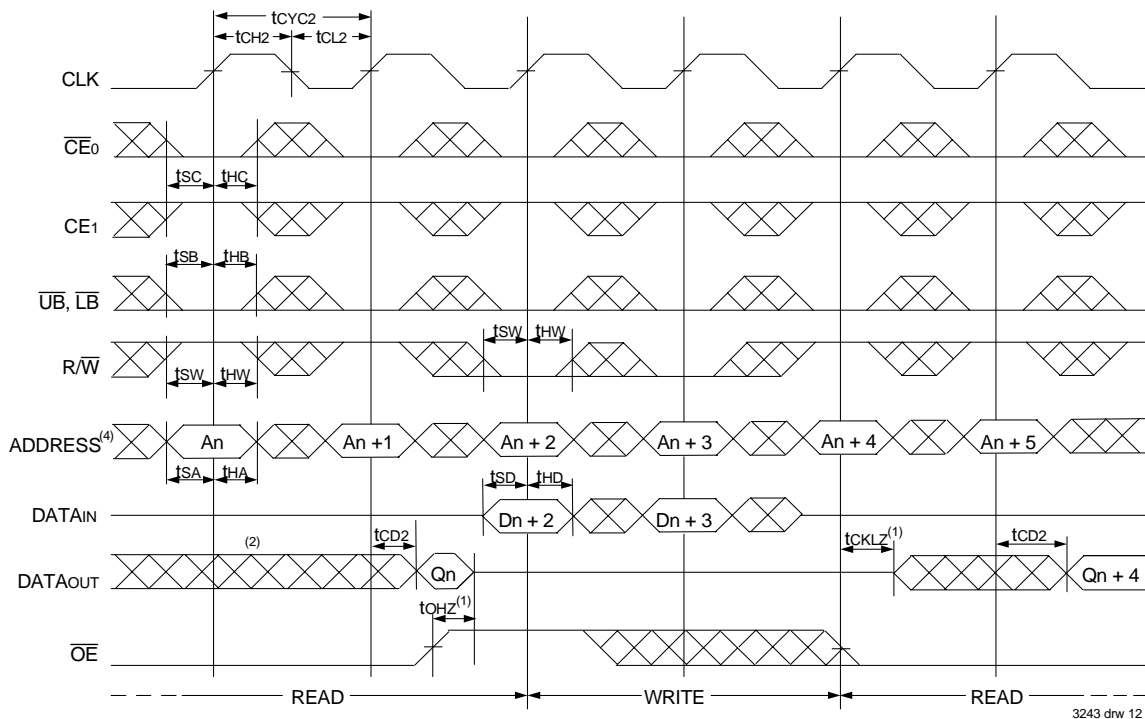 tCYC2
tCH2 tCL2
CLK
CE0
tSC tHC
CE1
tSB tHB
UB, LB
tSW tHW
R/W
tSW tHW
ADDRESS(4) An An +1 An + 2 An + 3 An + 4 An + 5
tSA tHA tSD tHD
DATAIN Dn + 2 Dn + 3
(2) tCD2 tCKLZ(1) tCD2
DATAOUT Qn Qn + 4
tOHZ(1)
OE
READ WRITE READ
3243 drw 12